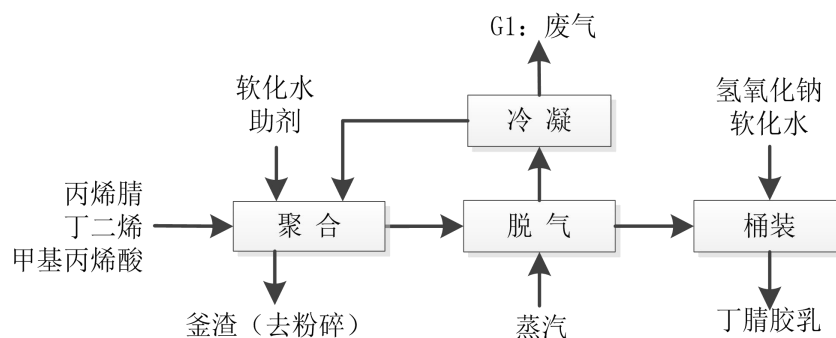 G1：废气
软化水
助剂
冷凝
氢氧化钠
软化水
丙烯腈
丁二烯
甲基丙烯酸
聚合
脱气
桶装
釜渣（去粉碎）
蒸汽
丁腈胶乳